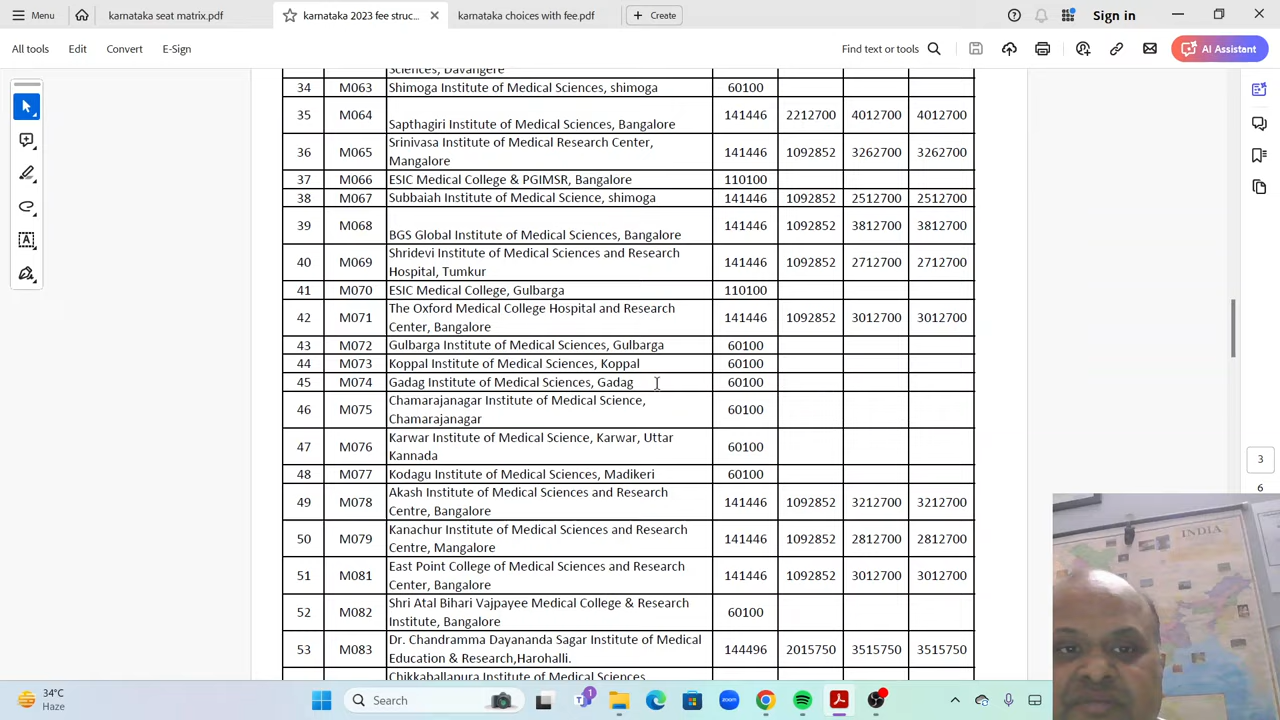 Menu
karnataka seat matrix.pdf
karnataka 2023 fee struc...
karnataka choices with fee.pdf
Create
Sign in
All tools Edit Convert E-Sign
Find text or tools
AI Assistant
Sciences, Davangere
34 M063 Shimoga Institute of Medical Sciences, shimoga 60100
35 M064 Sapthagiri Institute of Medical Sciences, Bangalore 141446 2212700 4012700 4012700
36 M065 Srinivasa Institute of Medical Research Center,
Mangalore 141446 1092852 3262700 3262700
37 M066 ESIC Medical College & PGIMSR, Bangalore 110100
38 M067 Subbaiah Institute of Medical Science, shimoga 141446 1092852 2512700 2512700
39 M068 BGS Global Institute of Medical Sciences, Bangalore 141446 1092852 3812700 3812700
40 M069 Shridevi Institute of Medical Sciences and Research
Hospital, Tumkur 141446 1092852 2712700 2712700
41 M070 ESIC Medical College, Gulbarga 110100
42 M071 The Oxford Medical College Hospital and Research
Center, Bangalore 141446 1092852 3012700 3012700
43 M072 Gulbarga Institute of Medical Sciences, Gulbarga 60100
44 M073 Koppal Institute of Medical Sciences, Koppal 60100
45 M074 Gadag Institute of Medical Sciences, Gadag 60100
46 M075 Chamarajanagar Institute of Medical Science,
Chamarajanagar 60100
47 M076 Karwar Institute of Medical Science, Karwar, Uttar
Kannada 60100
48 M077 Kodagu Institute of Medical Sciences, Madikeri 60100
49 M078 Akash Institute of Medical Sciences and Research
Centre, Bangalore 141446 1092852 3212700 3212700
50 M079 Kanachur Institute of Medical Sciences and Research
Centre, Mangalore 141446 1092852 2812700 2812700
51 M081 East Point College of Medical Sciences and Research
Center, Bangalore 141446 1092852 3012700 3012700
52 M082 Shri Atal Bihari Vajpayee Medical College & Research
Institute, Bangalore 60100
53 M083 Dr. Chandramma Dayananda Sagar Institute of Medical
Education & Research,Harohalli. 144496 2015750 3515750 3515750
Chikkaballapura Institute of Medical Sciences
3
6
INDIA
34°C
Haze
Search
1
zoom